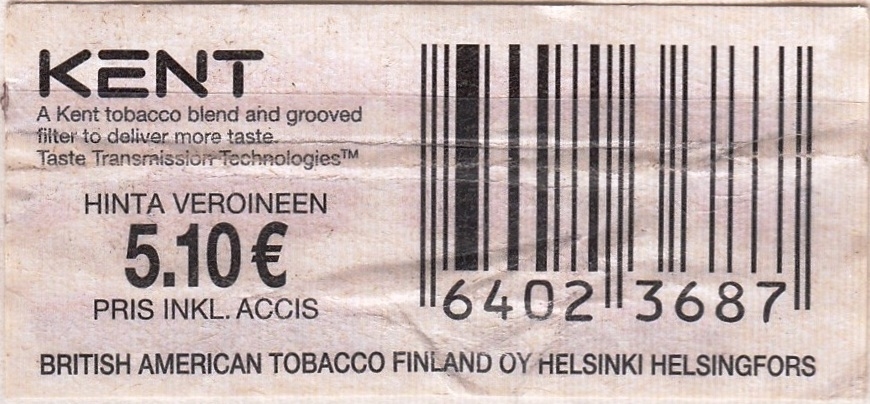 KENT
A Kent tobacco blend and grooved
filter to deliver more taste.
Taste Transmission Technologies™
HINTA VEROINEEN
5.10€
PRIS INKL. ACCIS
6402 3687
BRITISH AMERICAN TOBACCO FINLAND OY HELSINKI HELSINGFORS